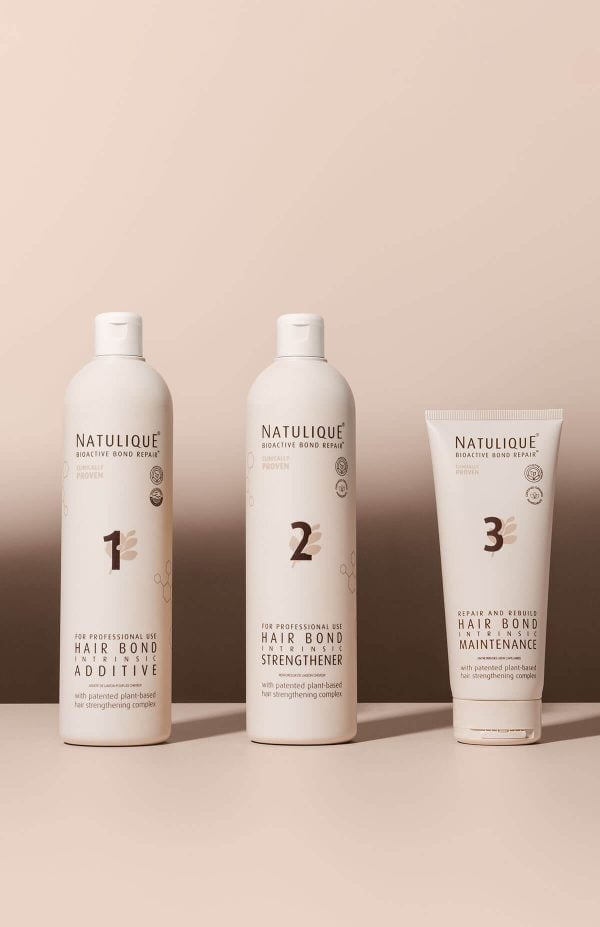 NATULIQUE®
BIOACTIVE BOND REPAIR®
CLINICALLY
PROVEN
1
FOR PROFESSIONAL USE
HAIR BOND
INTRINSIC
ADDITIVE
with patented plant-based
hair strengthening complex
NATULIQUE®
BIOACTIVE BOND REPAIR®
CLINICALLY
PROVEN
2
FOR PROFESSIONAL USE
HAIR BOND
INTRINSIC
STRENGTHENER
with patented plant-based
hair strengthening complex
NATULIQUE®
BIOACTIVE BOND REPAIR®
CLINICALLY
PROVEN
3
REPAIR AND REBUILD
HAIR BOND
INTRINSIC
MAINTENANCE
with patented plant-based
hair strengthening complex